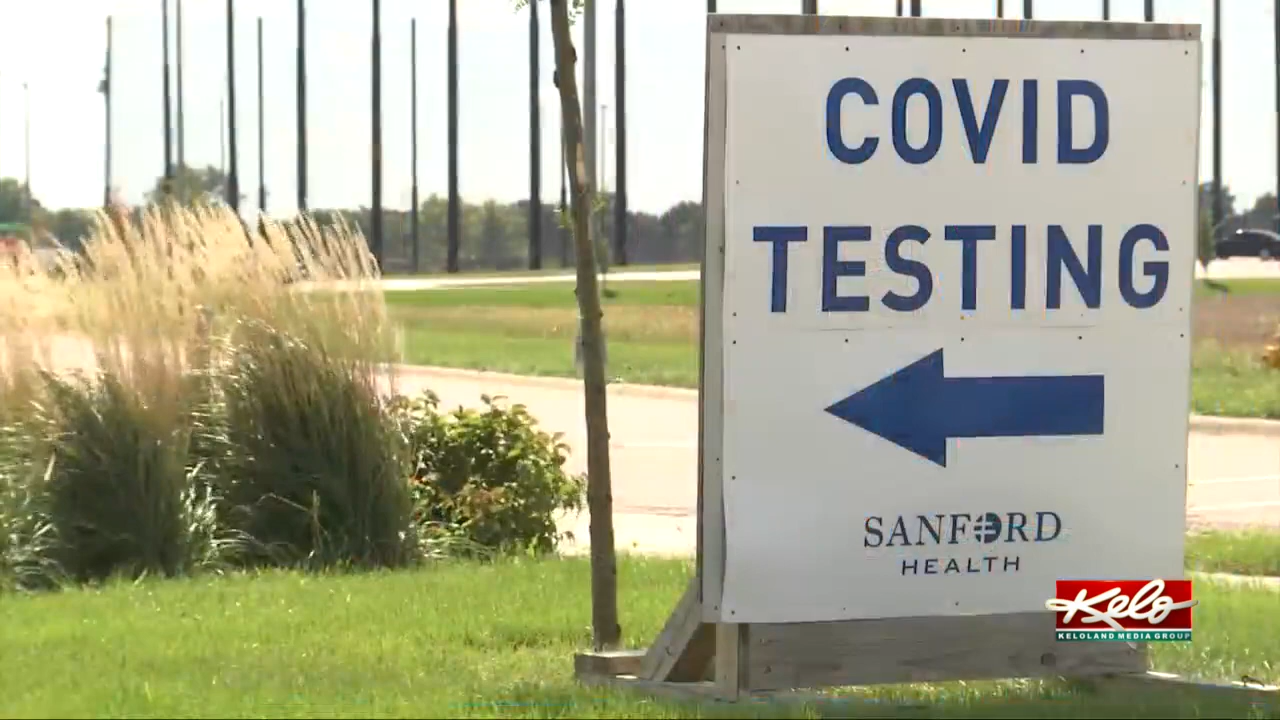 COVID
TESTING
SANFORD
HEALTH
Kelo
KELOLAND MEDIA GROUP